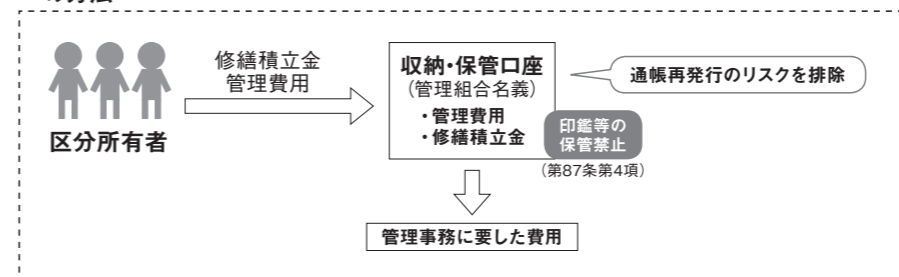 修繕積立金
管理費用
区分所有者
収納・保管口座
(管理組合名義)
・管理費用
・修繕積立金
通帳再発行のリスクを排除
印鑑等の
保管禁止
(第87条第4項)
管理事務に要した費用